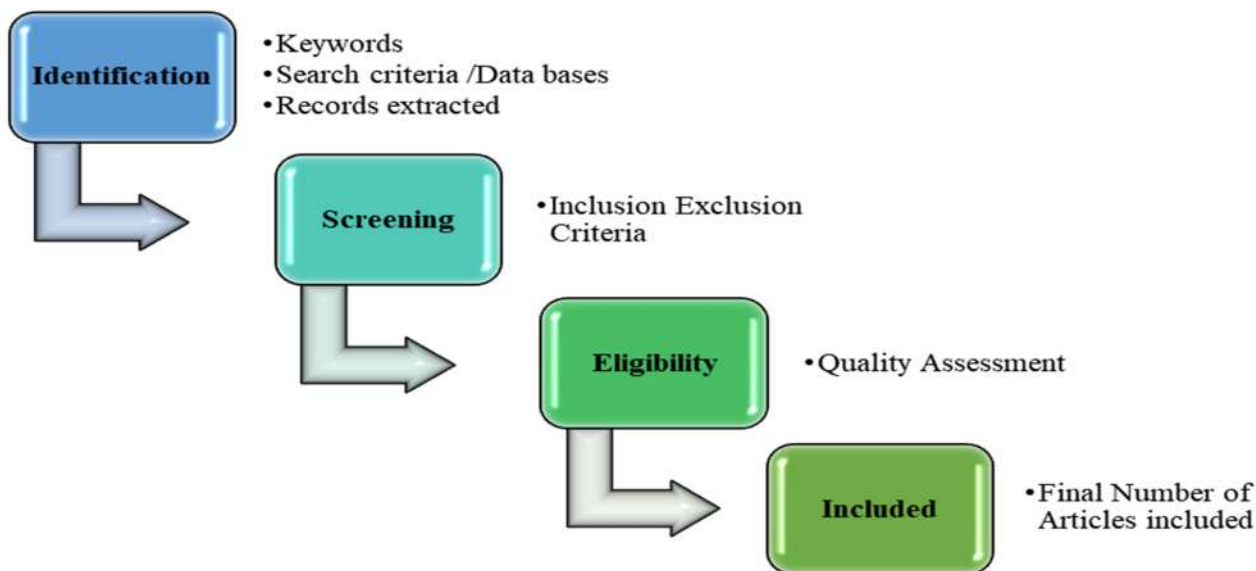 Identification
•Keywords
•Search criteria /Data bases
•Records extracted
Screening
•Inclusion Exclusion
Criteria
Eligibility
•Quality Assessment
Included
•Final Number of
Articles included